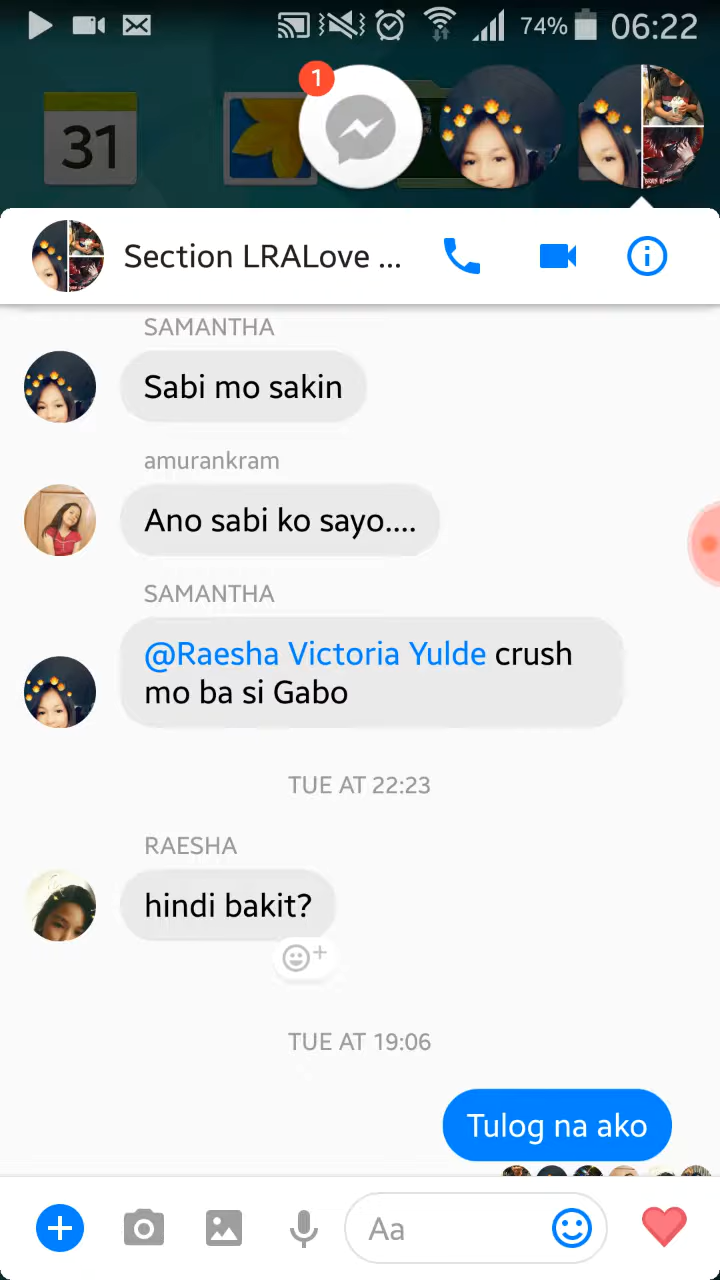 74% 06:22
31
1
Section LRALove ...
SAMANTHA
Sabi mo sakin
amurankram
Ano sabi ko sayo....
SAMANTHA
@Raesha Victoria Yulde crush
mo ba si Gabo
TUE AT 22:23
RAESHA
hindi bakit?
TUE AT 19:06
Tulog na ako
Aa